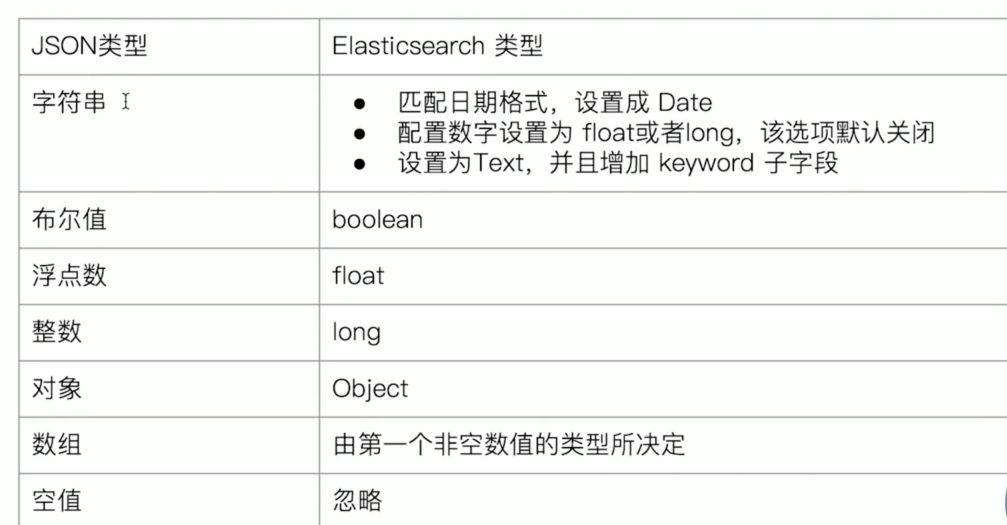 JSON类型
Elasticsearch 类型
字符串
● 匹配日期格式，设置成 Date
● 配置数字设置为 float或者long，该选项默认关闭
● 设置为Text，并且增加 keyword 子字段
布尔值
boolean
浮点数
float
整数
long
对象
Object
数组
由第一个非空数值的类型所决定
空值
忽略